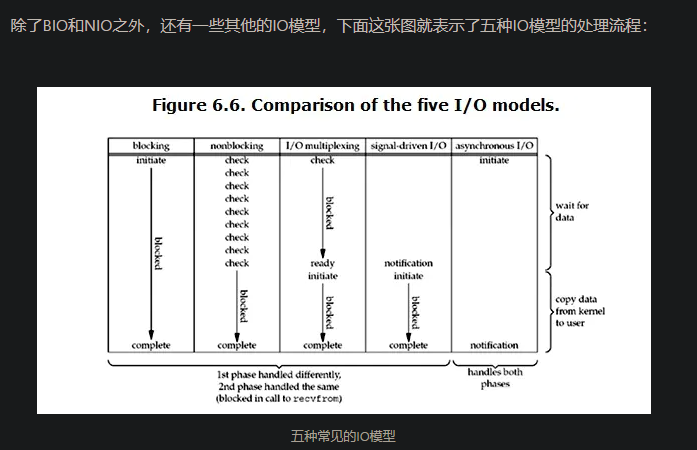 除了BIO和NIO之外，还有一些其他的IO模型，下面这张图就表示了五种IO模型的处理流程：
Figure 6.6. Comparison of the five I/O models.
blocking nonblocking I/O multiplexing signal-driven I/O asynchronous I/O
initiate check check initiate
check
check
check
check
check
check
check
check ready notification
initiate initiate
blocked blocked blocked blocked blocked
complete complete complete complete notification
wait for
data
copy data
from kernel
to user
1st phase handled differently,
2nd phase handled the same
(blocked in call to recvfrom)
handles both
phases
五种常见的IO模型